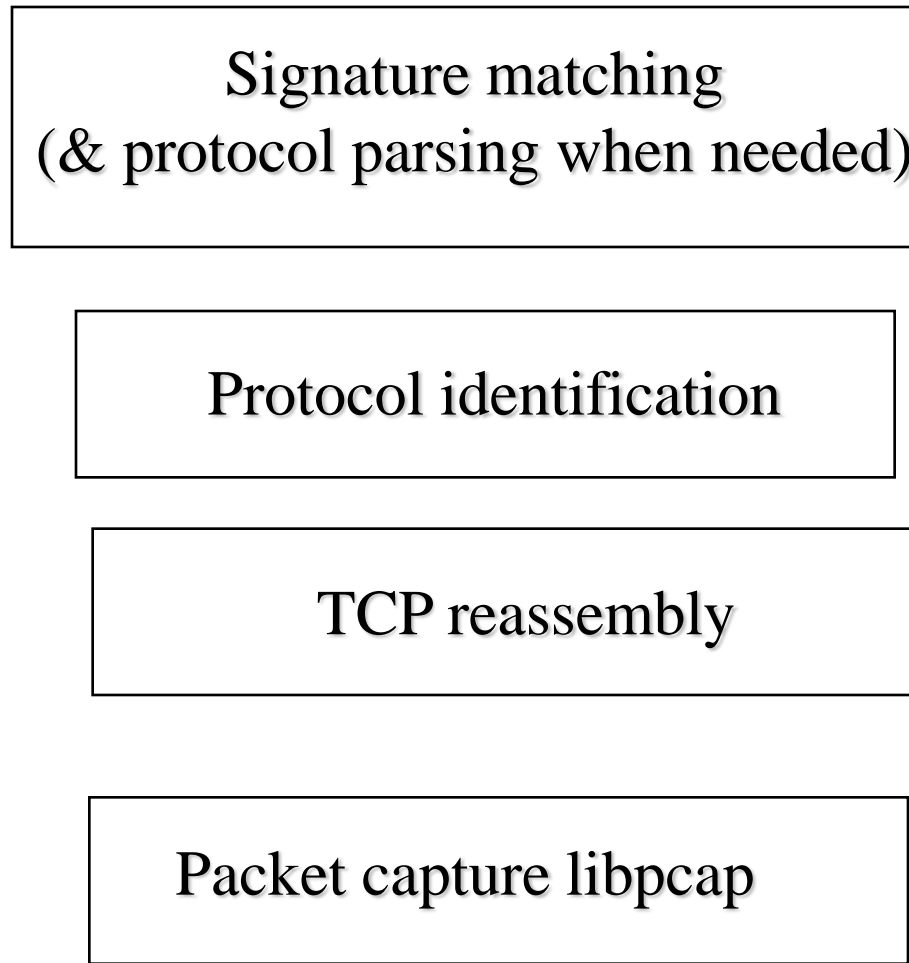 Signature matching
(& protocol parsing when needed)
Protocol identification
TCP reassembly
Packet capture libpcap